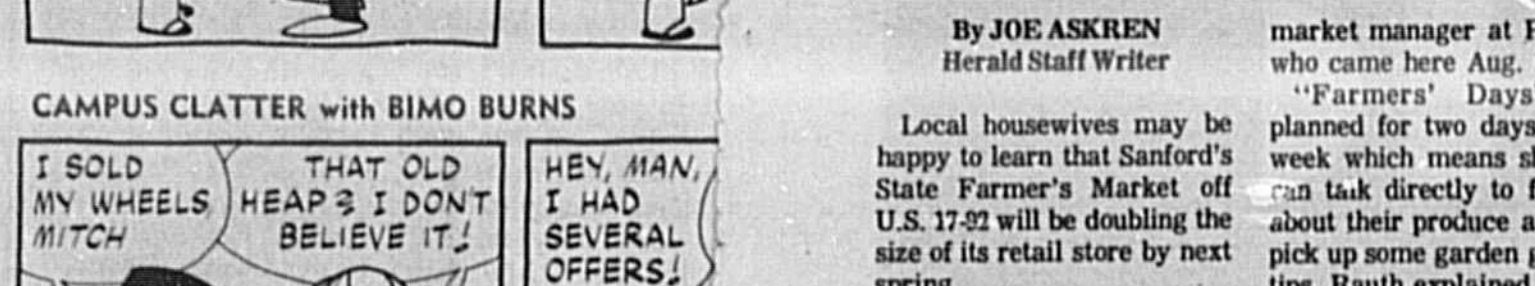 CAMPUS CLATTER with BIMO BURNS
I SOLD
MY WHEELS
MITCH
THAT OLD
HEAP? I DON'T
BELIEVE IT!
HEY, MAN,
I HAD
SEVERAL
OFFERS!
By JOE ASKREN
Herald Staff Writer
Local housewives may be
happy to learn that Sanford's
State Farmer's Market off
U.S. 17-92 will be doubling the
size of its retail store by next
spring
market manager at
who came here Aug.
"Farmers' Days
planned for two days
week which means
can talk directly to
about their produce
pick up some garden
tips, Rauth explained